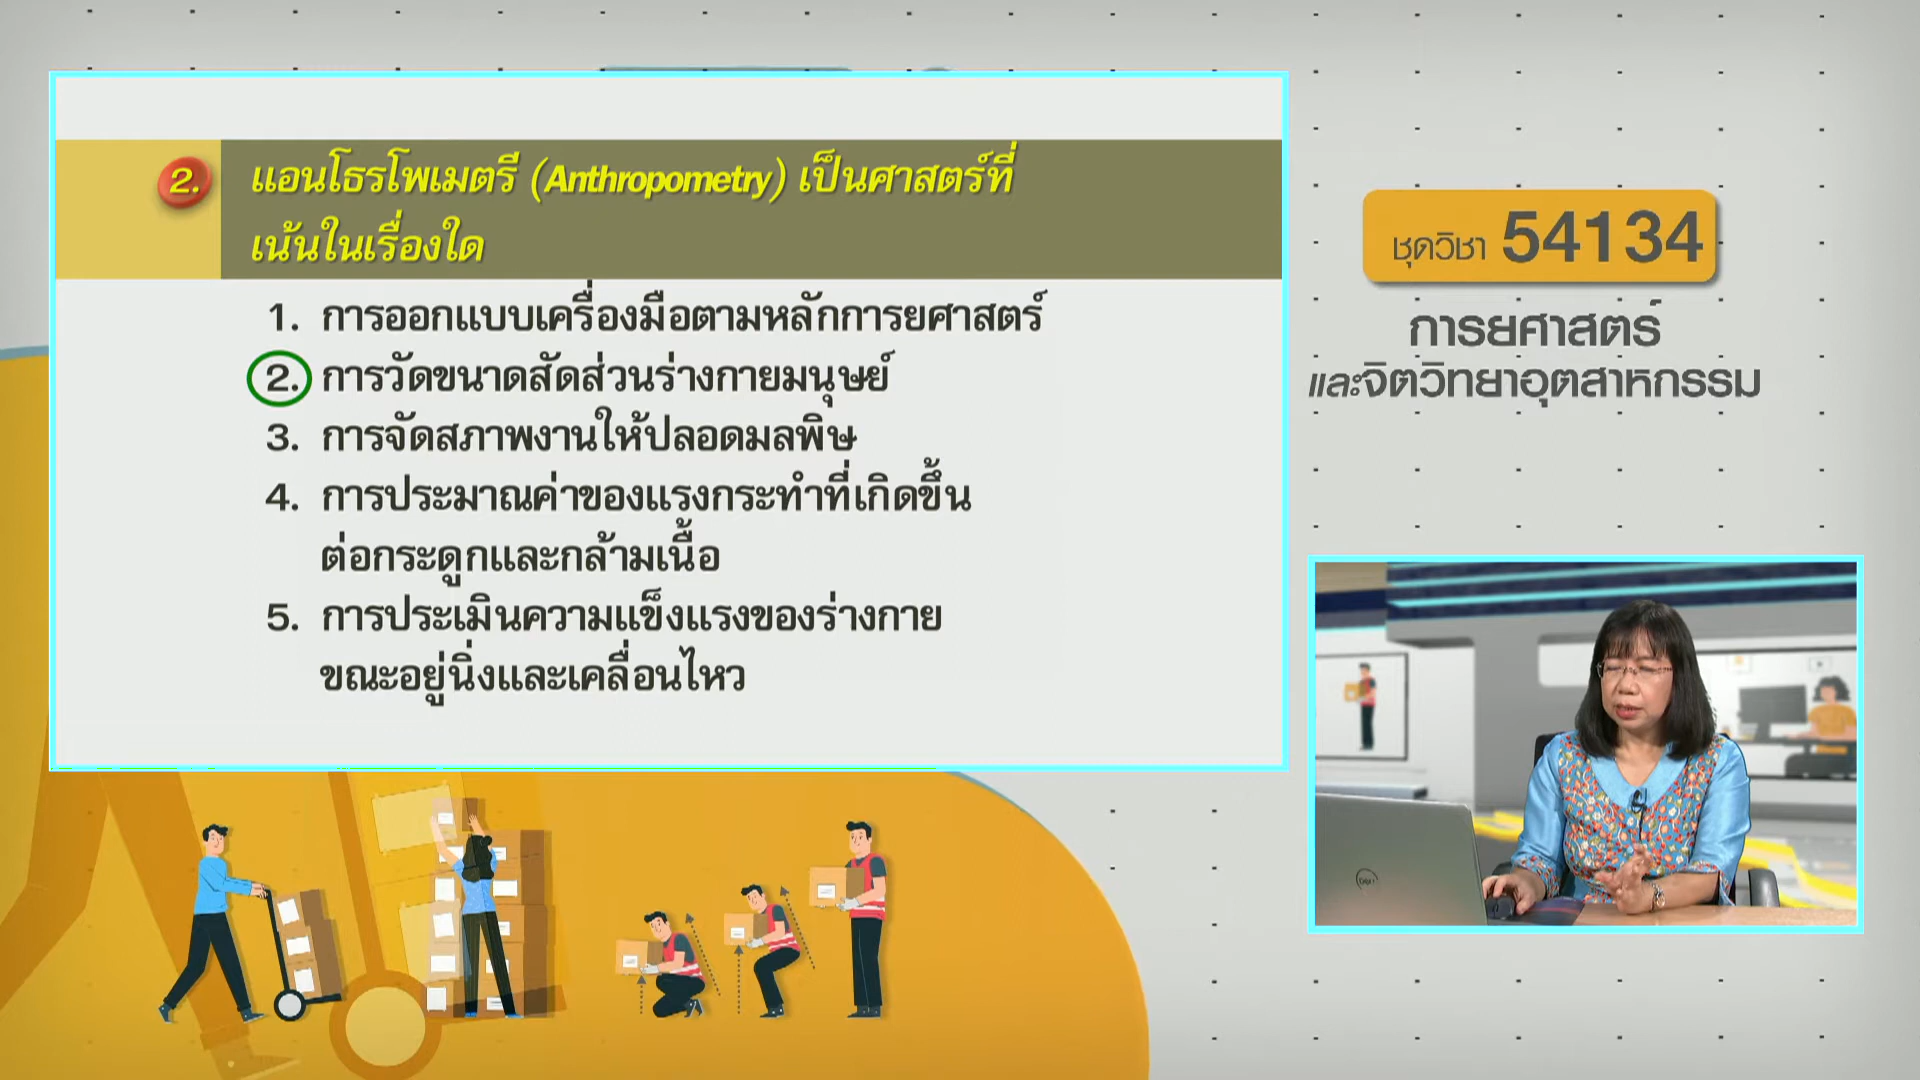 2. แอนโธรโพเมตรี (Anthropometry) เป็นศาสตร์ที่
เน้นในเรื่องใด
1. การออกแบบเครื่องมือตามหลักการยศาสตร์
2. การวัดขนาดสัดส่วนร่างกายมนุษย์
3. การจัดสภาพงานให้ปลอดมลพิษ
4. การประมาณค่าของแรงกระทำที่เกิดขึ้น
ต่อกระดูกและกล้ามเนื้อ
5. การประเมินความแข็งแรงของร่างกาย
ขณะอยู่นิ่งและเคลื่อนไหว
ชุดวิชา 54134
การยศาสตร์
และจิตวิทยาอุตสาหกรรม
DELL